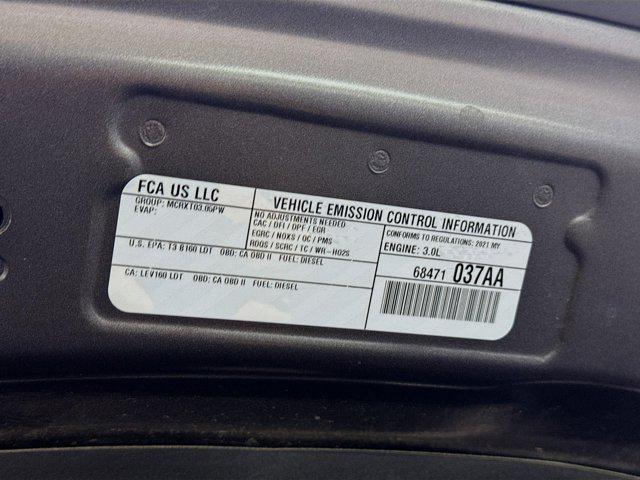 FCA US LLC
GROUP: MCRXT03.05PW
EVAP:
VEHICLE EMISSION CONTROL INFORMATION
NO ADJUSTMENTS NEEDED
CAC / DFI / DPF / EGR
EGRC / NOXS / OC / PMS
RDQS / SCRC / TC / WR-HO2S
CONFORMS TO REGULATIONS: 2021 MY
ENGINE: 3.0L
U.S. EPA: T3 B160 LDT OBD: CA OBD II FUEL: DIESEL
CA: LEV160 LDT OBD: CA OBD II FUEL: DIESEL
68471 037AA